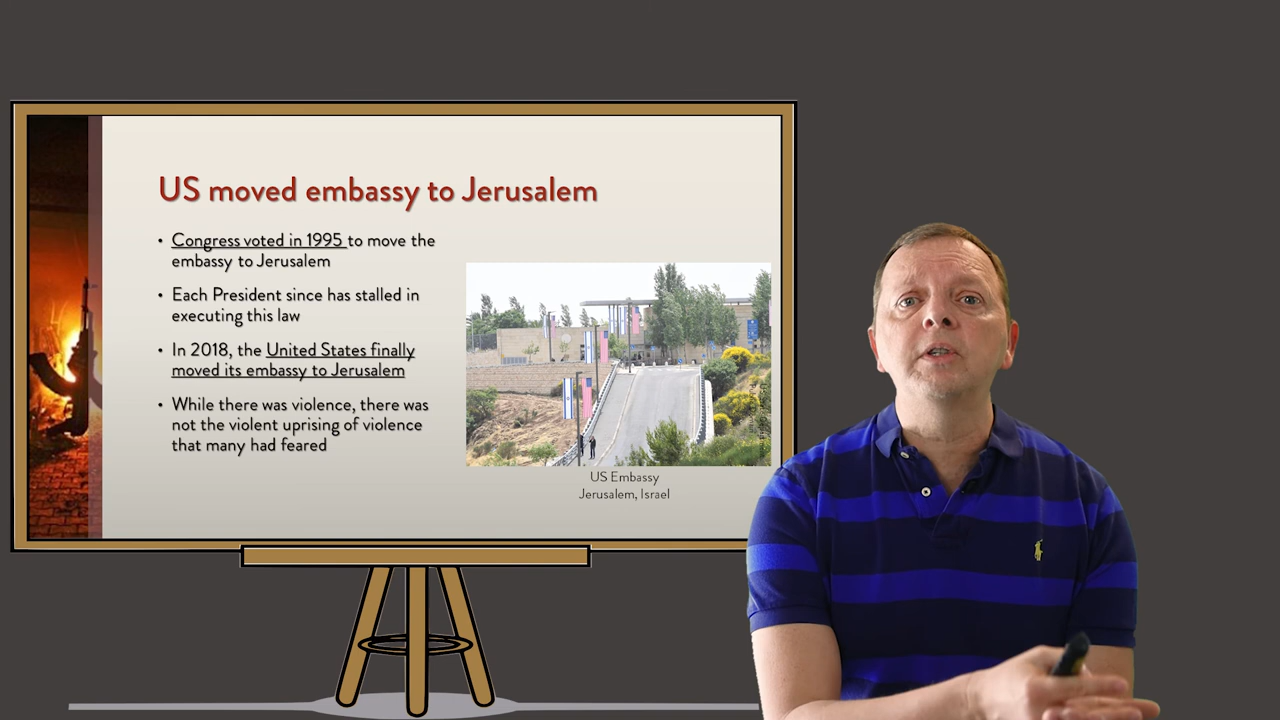 US moved embassy to Jerusalem
• Congress voted in 1995 to move the
embassy to Jerusalem
• Each President since has stalled in
executing this law
• In 2018, the United States finally
moved its embassy to Jerusalem
• While there was violence, there was
not the violent uprising of violence
that many had feared
US Embassy
Jerusalem, Israel